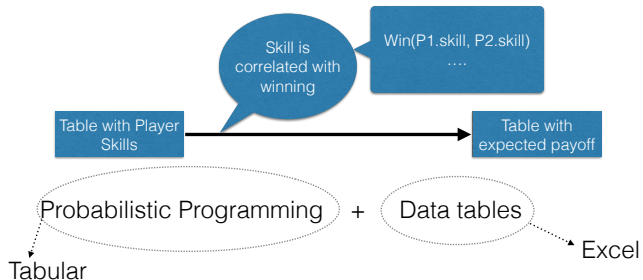 Skill is
correlated with
winning
Win(P1.skill, P2.skill)
....
Table with Player
Skills
Table with
expected payoff
Probabilistic Programming + Data tables
Tabular
Excel